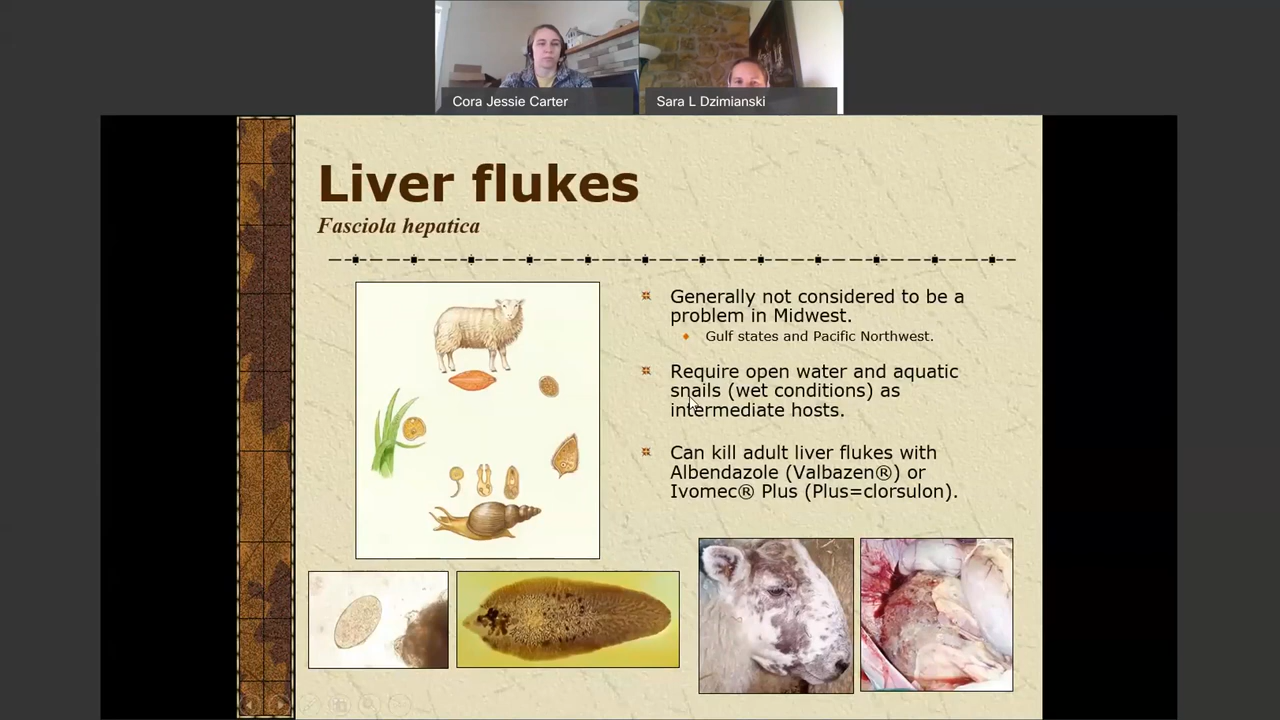 Cora Jessie Carter
Sara L Dzimianski
Liver flukes
Fasciola hepatica
Generally not considered to be a
problem in Midwest.
Gulf states and Pacific Northwest.
Require open water and aquatic
snails (wet conditions) as
intermediate hosts.
Can kill adult liver flukes with
Albendazole (Valbazen®) or
Ivomec® Plus (Plus=clorsulon).